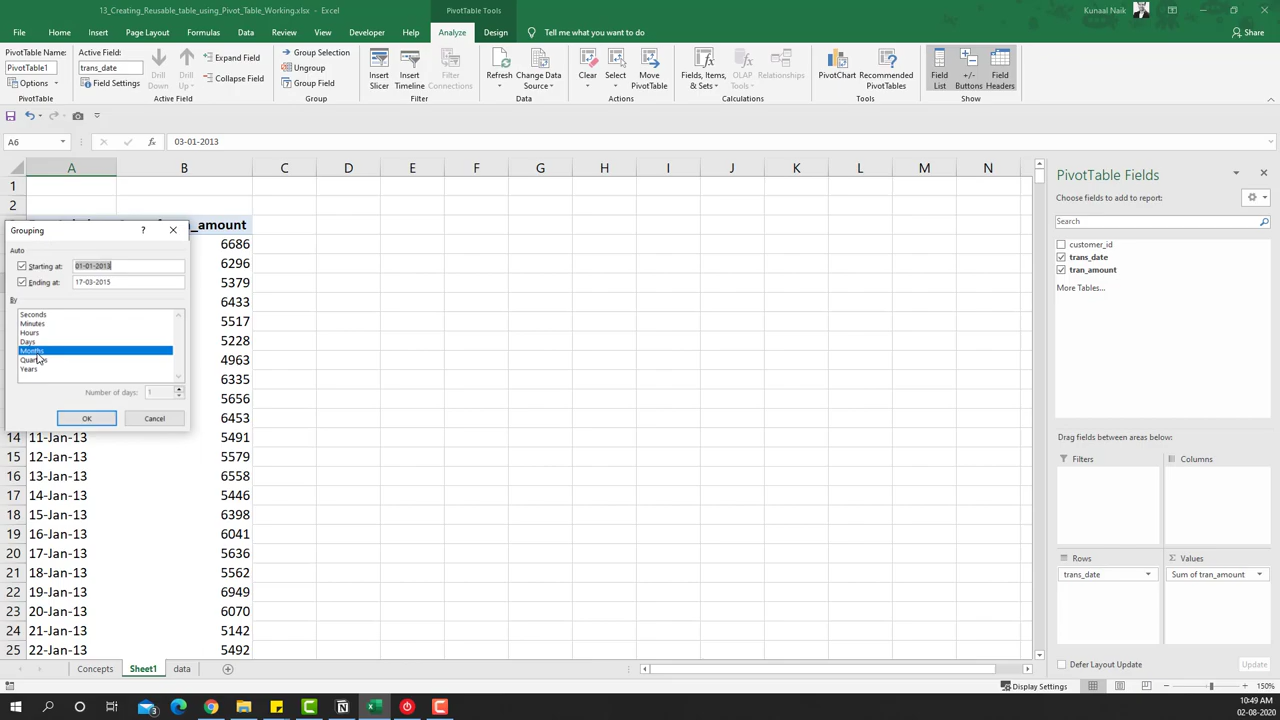 13_Creating_Reusable_table_using_Pivot_Table_Working.xlsx - Excel
PivotTable Tools
Kunaal Naik
File Home Insert Page Layout Formulas Data Review View Developer Help Analyze Design Tell me what you want to do Share
PivotTable Name:
PivotTable1
Options
PivotTable
Active Field:
trans_date
Field Settings
Drill Down
Drill Up
Expand Field
Collapse Field
Active Field
Group Selection
Ungroup
Group Field
Group
Insert Slicer
Insert Timeline
Filter Connections
Filter
Refresh
Change Data Source
Data
Clear
Select
Move PivotTable
Actions
Fields, Items, & Sets
OLAP Tools
Relationships
Calculations
PivotChart
Recommended PivotTables
Tools
Field List
+/- Buttons
Field Headers
Show
A6
fx
03-01-2013
A B C D E F G H I J K L M N
1
2
_amount
6686
6296
5379
6433
5517
5228
4963
6335
5656
6453
14 11-Jan-13 5491
15 12-Jan-13 5579
16 13-Jan-13 6558
17 14-Jan-13 5446
18 15-Jan-13 6398
19 16-Jan-13 6041
20 17-Jan-13 5636
21 18-Jan-13 5562
22 19-Jan-13 6949
23 20-Jan-13 6070
24 21-Jan-13 5142
25 22-Jan-13 5492
Grouping ?
Auto
Starting at: 01-01-2013
Ending at: 17-03-2015
By
Seconds
Minutes
Hours
Days
Months
Years
Number of days: 1
OK Cancel
PivotTable Fields
Choose fields to add to report:
Search
customer_id
trans_date
tran_amount
More Tables...
Drag fields between areas below:
Filters
Columns
Rows
Σ Values
trans_date
Sum of tran_amount
Defer Layout Update
Update
Concepts Sheet1 data
Display Settings
150%
3
10:49 AM
02-08-2020